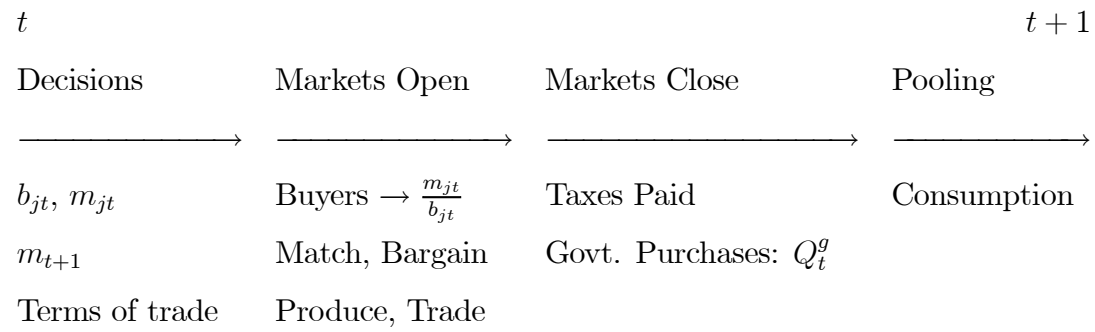 t t + 1
Decisions Markets Open Markets Close Pooling
b_{jt}, m_{jt} Buyers → \frac{m_{jt}}{b_{jt}} Taxes Paid Consumption
m_{t+1} Match, Bargain Govt. Purchases: Q_t^g
Terms of trade Produce, Trade